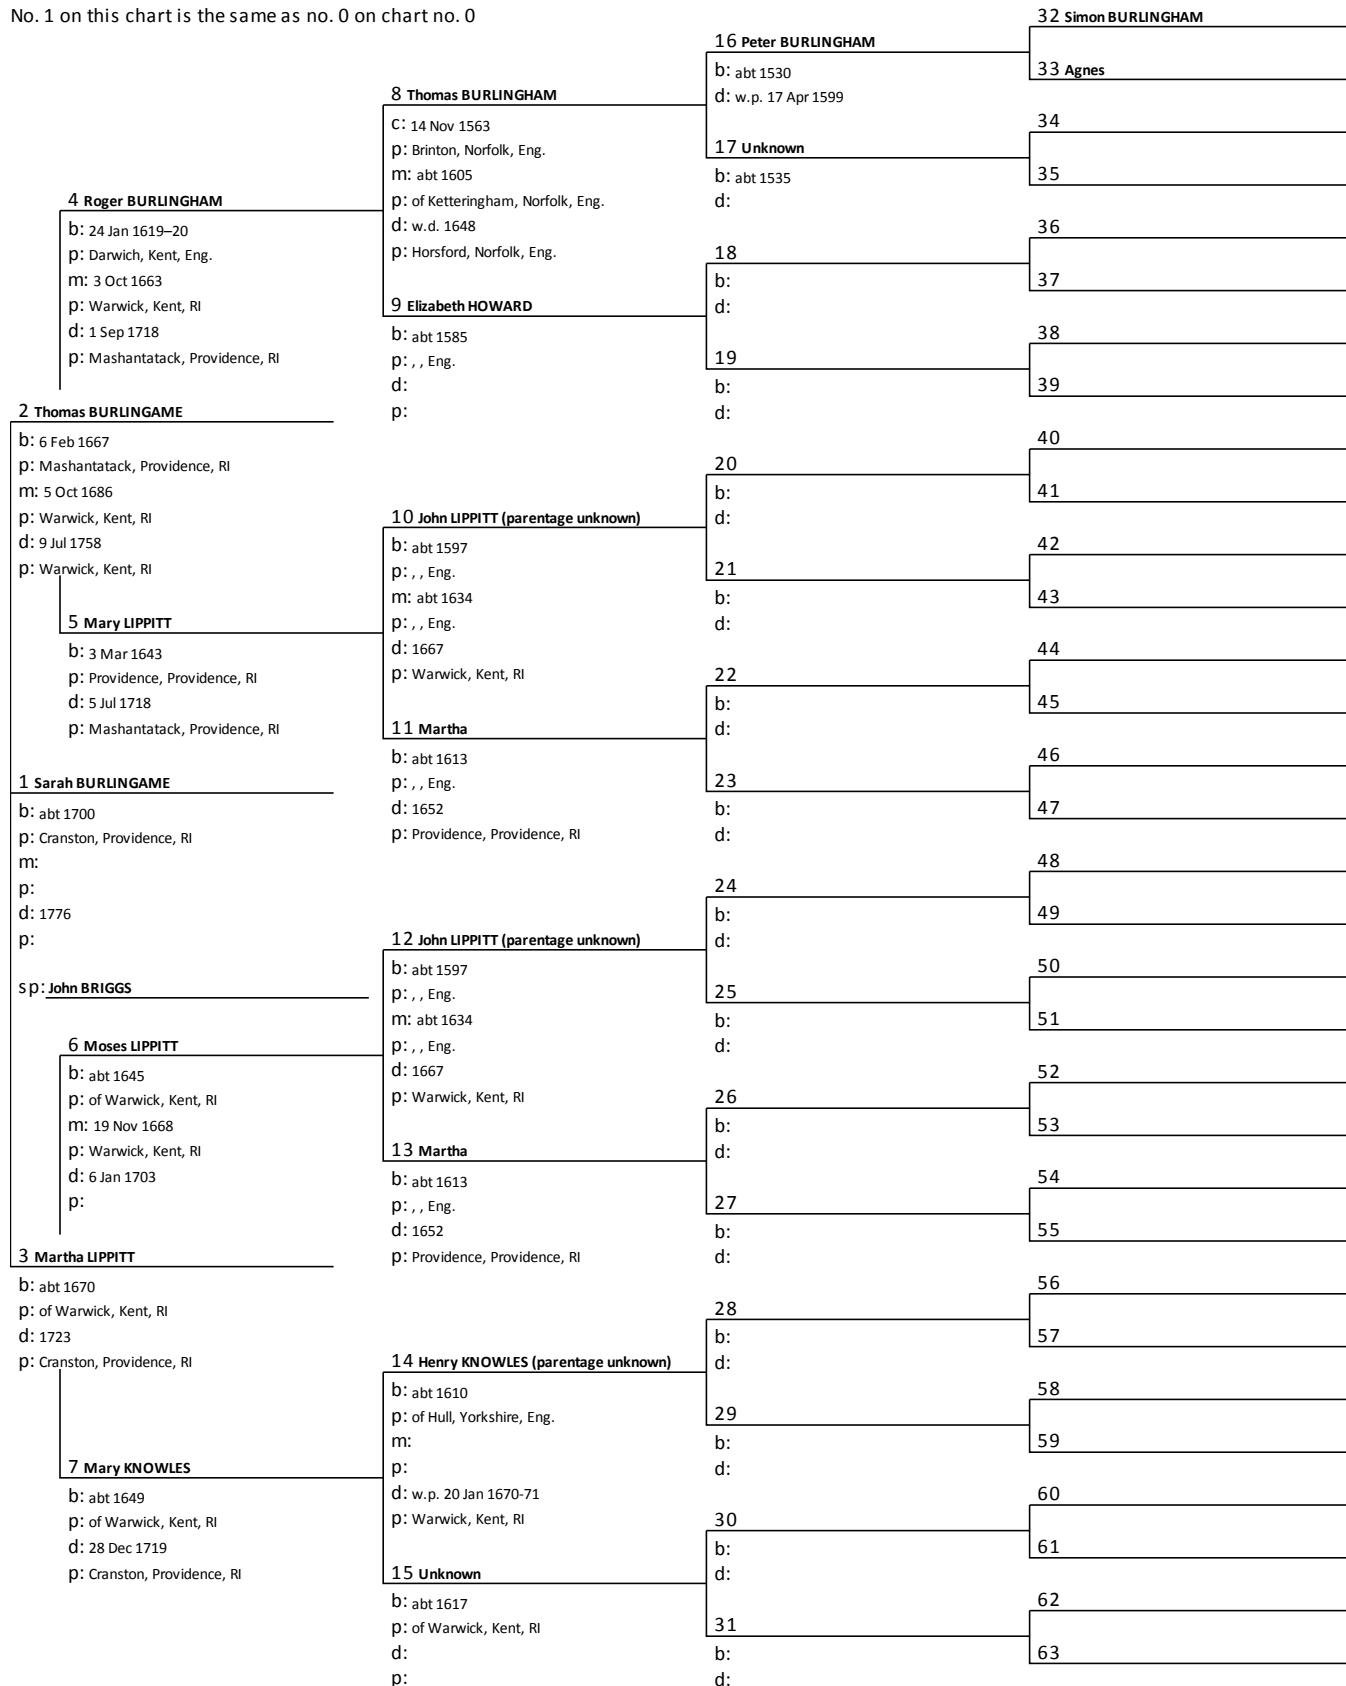 No. 1 on this chart is the same as no. 0 on chart no. 0
2 Thomas BURLINGAME
b: 6 Feb 1667
p: Mashantatack, Providence, RI
m: 5 Oct 1686
p: Warwick, Kent, RI
d: 9 Jul 1758
p: Warwick, Kent, RI
1 Sarah BURLINGAME
b: abt 1700
p: Cranston, Providence, RI
m:
p:
d: 1776
p:
sp: John BRIGGS
3 Martha LIPPITT
b: abt 1670
p: of Warwick, Kent, RI
d: 1723
p: Cranston, Providence, RI
4 Roger BURLINGHAM
b: 24 Jan 1619–20
p: Darwich, Kent, Eng.
m: 3 Oct 1663
p: Warwick, Kent, RI
d: 1 Sep 1718
p: Mashantatack, Providence, RI
5 Mary LIPPITT
b: 3 Mar 1643
p: Providence, Providence, RI
d: 5 Jul 1718
p: Mashantatack, Providence, RI
6 Moses LIPPITT
b: abt 1645
p: of Warwick, Kent, RI
m: 19 Nov 1668
p: Warwick, Kent, RI
d: 6 Jan 1703
p:
7 Mary KNOWLES
b: abt 1649
p: of Warwick, Kent, RI
d: 28 Dec 1719
p: Cranston, Providence, RI
8 Thomas BURLINGHAM
c: 14 Nov 1563
p: Brinton, Norfolk, Eng.
m: abt 1605
p: of Ketteringham, Norfolk, Eng.
d: w.d. 1648
p: Horsford, Norfolk, Eng.
9 Elizabeth HOWARD
b: abt 1585
p: , , Eng.
d:
p:
10 John LIPPITT (parentage unknown)
b: abt 1597
p: , , Eng.
m: abt 1634
p: , , Eng.
d: 1667
p: Warwick, Kent, RI
11 Martha
b: abt 1613
p: , , Eng.
d: 1652
p: Providence, Providence, RI
12 John LIPPITT (parentage unknown)
b: abt 1597
p: , , Eng.
m: abt 1634
p: , , Eng.
d: 1667
p: Warwick, Kent, RI
13 Martha
b: abt 1613
p: , , Eng.
d: 1652
p: Providence, Providence, RI
14 Henry KNOWLES (parentage unknown)
b: abt 1610
p: of Hull, Yorkshire, Eng.
m:
p:
d: w.p. 20 Jan 1670-71
p: Warwick, Kent, RI
15 Unknown
b: abt 1617
p: of Warwick, Kent, RI
d:
p:
16 Peter BURLINGHAM
b: abt 1530
d: w.p. 17 Apr 1599
17 Unknown
b: abt 1535
d:
18
b:
d:
19
b:
d:
20
b:
d:
21
b:
d:
22
b:
d:
23
b:
d:
24
b:
d:
25
b:
d:
26
b:
d:
27
b:
d:
28
b:
d:
29
b:
d:
30
b:
d:
31
b:
d:
32 Simon BURLINGHAM
33 Agnes
34
35
36
37
38
39
40
41
42
43
44
45
46
47
48
49
50
51
52
53
54
55
56
57
58
59
60
61
62
63